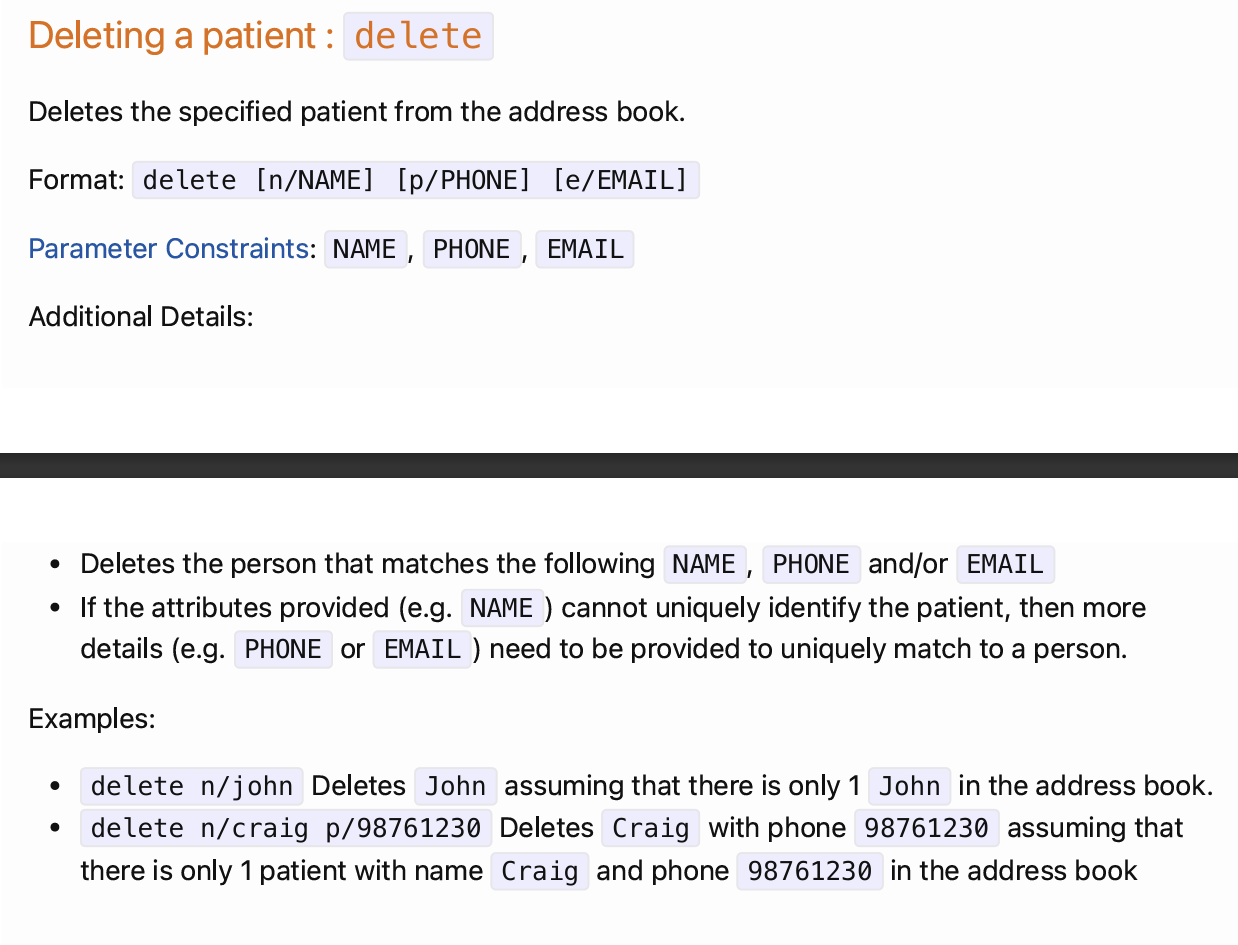 Deleting a patient : delete
Deletes the specified patient from the address book.
Format: delete [n/NAME] [p/PHONE] [e/EMAIL]
Parameter Constraints: NAME, PHONE, EMAIL
Additional Details:
• Deletes the person that matches the following NAME, PHONE and/or EMAIL
• If the attributes provided (e.g. NAME) cannot uniquely identify the patient, then more
details (e.g. PHONE or EMAIL) need to be provided to uniquely match to a person.
Examples:
• delete n/john Deletes John assuming that there is only 1 John in the address book.
• delete n/craig p/98761230 Deletes Craig with phone 98761230 assuming that
there is only 1 patient with name Craig and phone 98761230 in the address book